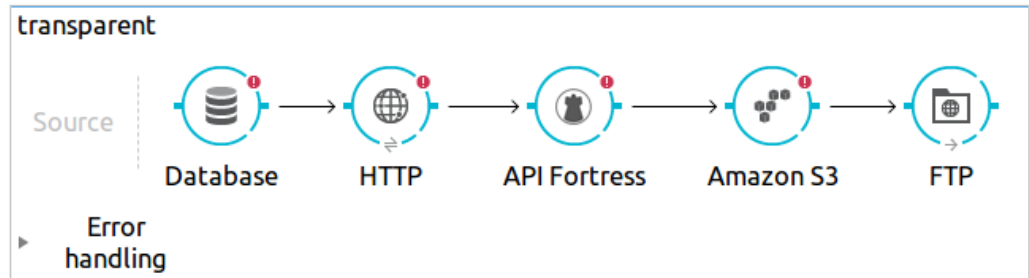 transparent
Source
Database
HTTP
API Fortress
Amazon S3
FTP
Error
handling